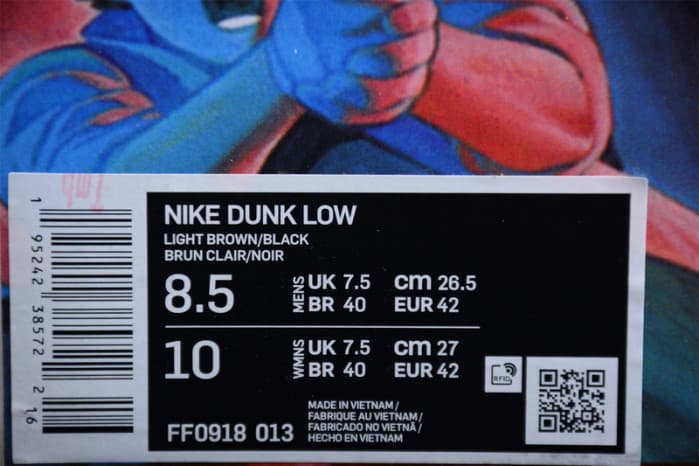 NIKE DUNK LOW
LIGHT BROWN/BLACK
BRUN CLAIR/NOIR
8.5 MENS UK 7.5 cm 26.5
BR 40 EUR 42
10 WMNS UK 7.5 cm 27
BR 40 EUR 42
RFID
MADE IN VIETNAM /
FABRIQUE AU VIETNAM /
FABRICADO NO VIETNÃ /
HECHO EN VIETNAM
FF0918 013
1 95242 38572 2 16